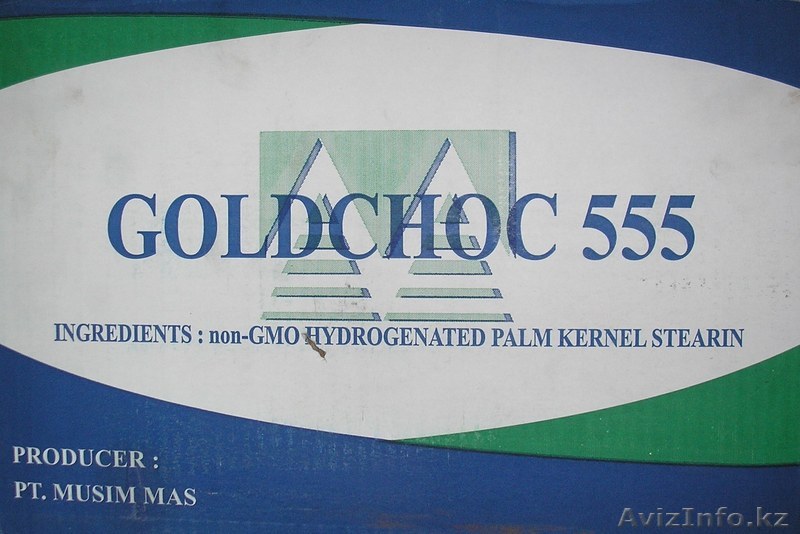 GOLDCHOC 555
INGREDIENTS : non-GMO HYDROGENATED PALM KERNEL STEARIN
PRODUCER :
PT. MUSIM MAS
AvizInfo.kz